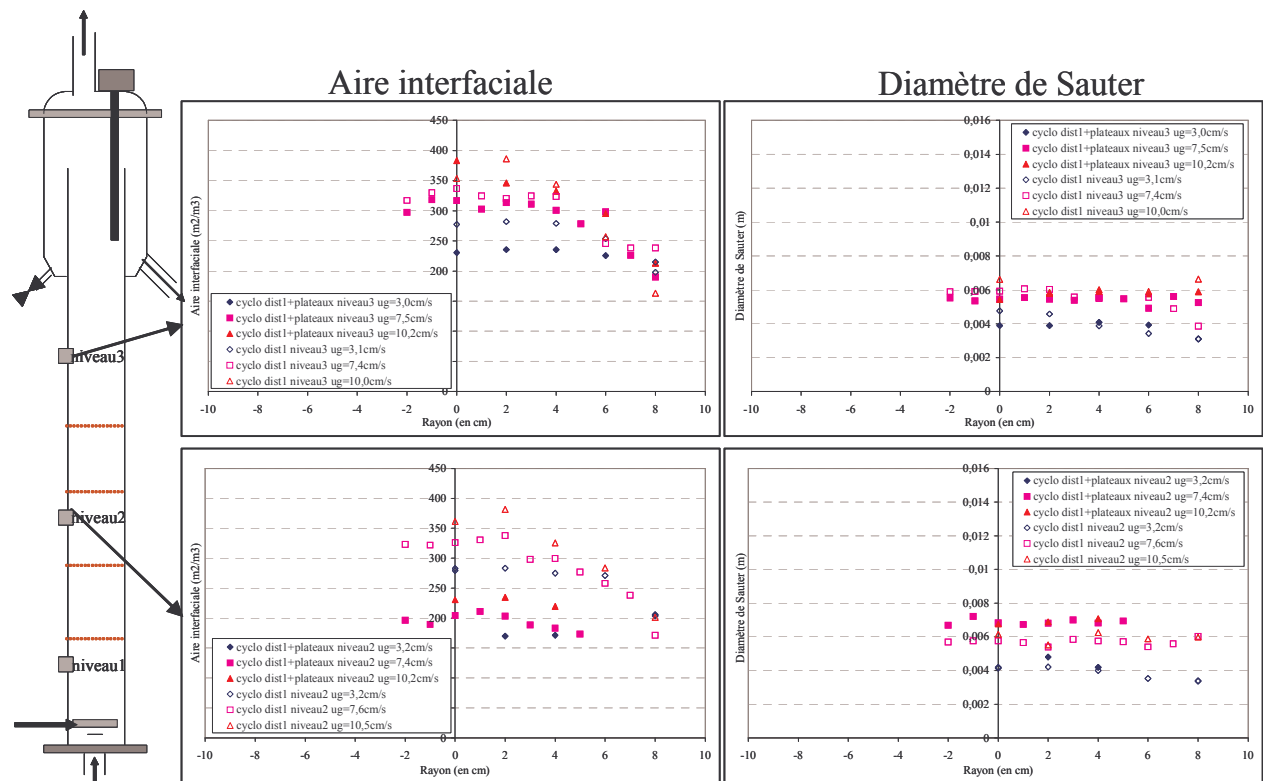 Aire interfaciale
Diamètre de Sauter
niveau3
niveau2
niveau1
Aire interfaciale (m2/m3)
450
400
350
300
250
200
0
cyclo dist1+plateaux niveau3 ug=3,0cm/s
cyclo dist1+plateaux niveau3 ug=7,5cm/s
cyclo dist1+plateaux niveau3 ug=10,2cm/s
cyclo dist1 niveau3 ug=3,1cm/s
cyclo dist1 niveau3 ug=7,4cm/s
cyclo dist1 niveau3 ug=10,0cm/s
-10 -8 -6 -4 -2 0 2 4 6 8 10
Rayon (en cm)
Diamètre de Sauter (m)
0,016
0,014
0,012
0,01
0,008
0,006
0,004
0,002
0
cyclo dist1+plateaux niveau3 ug=3,0cm/s
cyclo dist1+plateaux niveau3 ug=7,5cm/s
cyclo dist1+plateaux niveau3 ug=10,2cm/s
cyclo dist1 niveau3 ug=3,1cm/s
cyclo dist1 niveau3 ug=7,4cm/s
cyclo dist1 niveau3 ug=10,0cm/s
-10 -8 -6 -4 -2 0 2 4 6 8 10
Rayon (en cm)
Aire interfaciale (m2/m3)
450
400
350
300
250
200
0
cyclo dist1+plateaux niveau2 ug=3,2cm/s
cyclo dist1+plateaux niveau2 ug=7,4cm/s
cyclo dist1+plateaux niveau2 ug=10,2cm/s
cyclo dist1 niveau2 ug=3,2cm/s
cyclo dist1 niveau2 ug=7,6cm/s
cyclo dist1 niveau2 ug=10,5cm/s
-10 -8 -6 -4 -2 0 2 4 6 8 10
Rayon (en cm)
Diamètre de Sauter (m)
0,016
0,014
0,012
0,01
0,008
0,006
0,004
0,002
0
cyclo dist1+plateaux niveau2 ug=3,2cm/s
cyclo dist1+plateaux niveau2 ug=7,4cm/s
cyclo dist1+plateaux niveau2 ug=10,2cm/s
cyclo dist1 niveau2 ug=3,2cm/s
cyclo dist1 niveau2 ug=7,6cm/s
cyclo dist1 niveau2 ug=10,5cm/s
-10 -8 -6 -4 -2 0 2 4 6 8 10
Rayon (en cm)